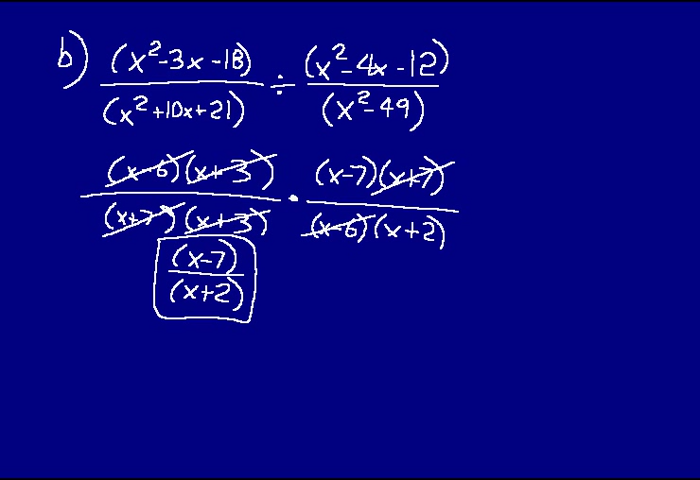 b) (x²-3x-18)/(x²+10x+21) ÷ (x²-4x-12)/(x²-49)
(x-6)(x+3)/(x+7)(x+3) · (x-7)(x+7)/(x-6)(x+2)
(x-7)/(x+2)